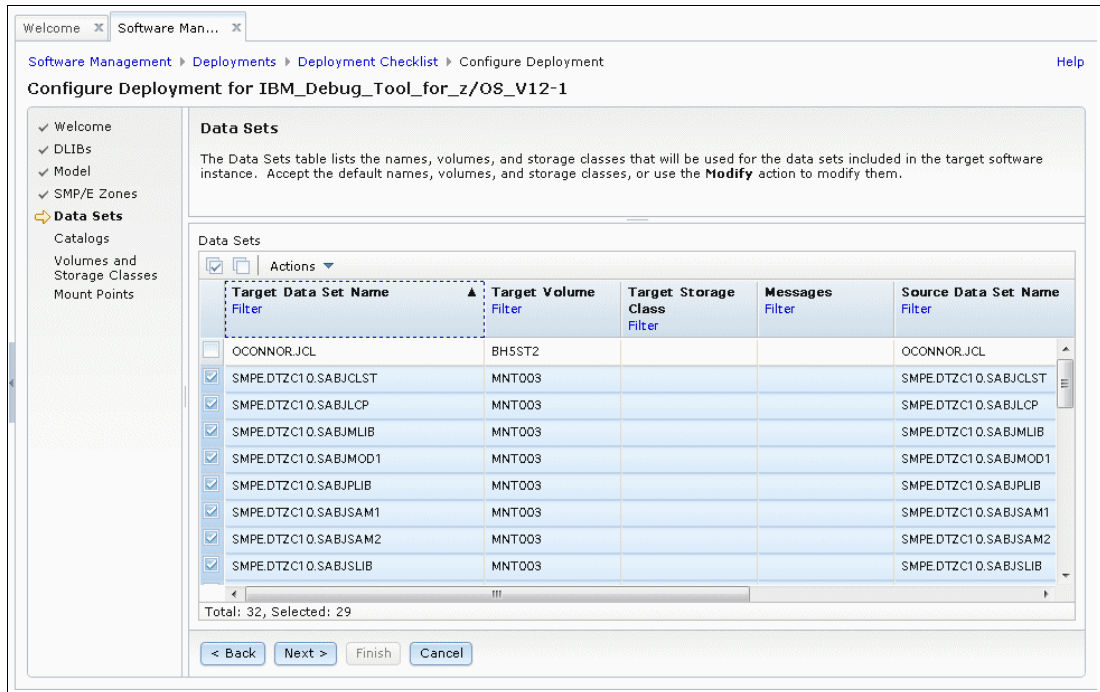 Welcome
Software Man...
Software Management Deployments Deployment Checklist Configure Deployment
Help
Configure Deployment for IBM_Debug_Tool_for_z/OS_V12-1
Welcome
DLIBs
Model
SMP/E Zones
Data Sets
Catalogs
Volumes and
Storage Classes
Mount Points
Data Sets
The Data Sets table lists the names, volumes, and storage classes that will be used for the data sets included in the target software
instance. Accept the default names, volumes, and storage classes, or use the Modify action to modify them.
Data Sets
Actions
Target Data Set Name Target Volume Target Storage Messages Source Data Set Name
Filter Filter Class Filter Filter
Filter
OCONNOR.JCL BH5ST2 OCONNOR.JCL
SMPE.DTZC10.SABJCLST MNT003 SMPE.DTZC10.SABJCLST
SMPE.DTZC10.SABJLCP MNT003 SMPE.DTZC10.SABJLCP
SMPE.DTZC10.SABJMLIB MNT003 SMPE.DTZC10.SABJMLIB
SMPE.DTZC10.SABJMOD1 MNT003 SMPE.DTZC10.SABJMOD1
SMPE.DTZC10.SABJPLIB MNT003 SMPE.DTZC10.SABJPLIB
SMPE.DTZC10.SABJSAM1 MNT003 SMPE.DTZC10.SABJSAM1
SMPE.DTZC10.SABJSAM2 MNT003 SMPE.DTZC10.SABJSAM2
SMPE.DTZC10.SABJSLIB MNT003 SMPE.DTZC10.SABJSLIB
Total: 32, Selected: 29
< Back Next > Finish Cancel